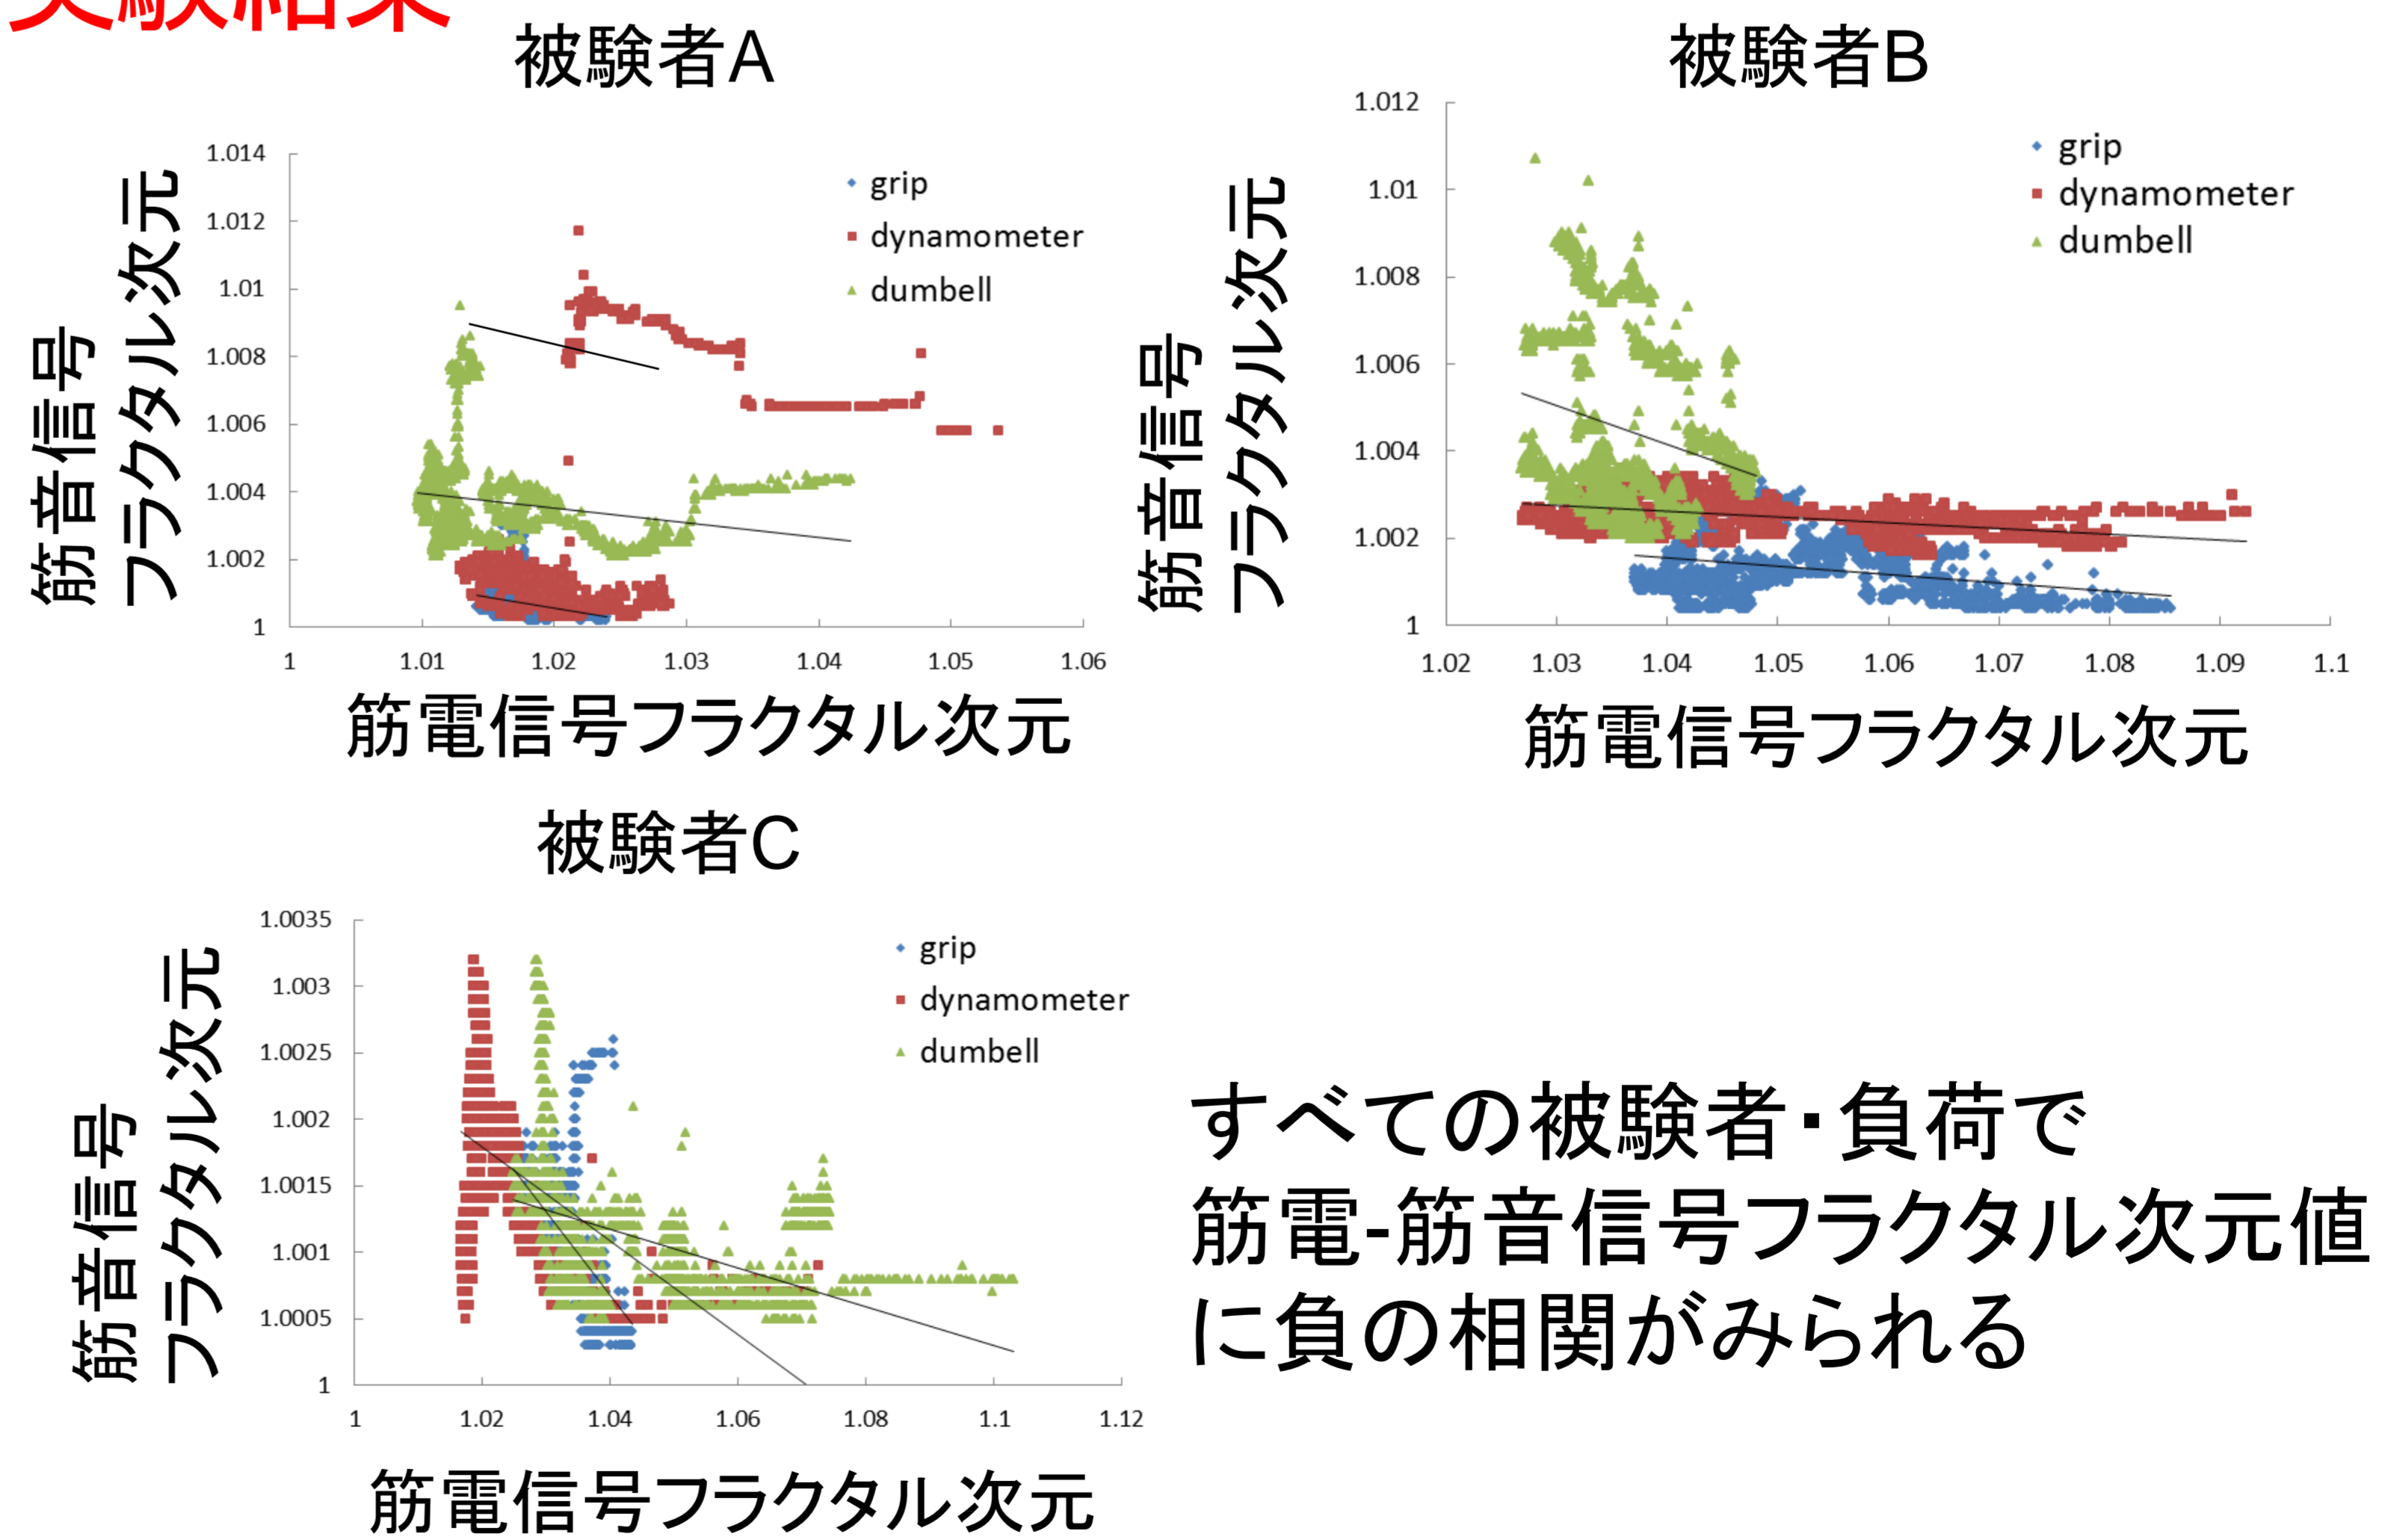 実験結果
被験者A
1.014
1.012
1.01
1.008
1.006
1.004
1.002
1
1
1.01
1.02
1.03
1.04
1.05
1.06
grip
dynamometer
dumbell
筋音信号
フラクタル次元
筋電信号フラクタル次元
被験者B
1.012
1.01
1.008
1.006
1.004
1.002
1
1.02
1.03
1.04
1.05
1.06
1.07
1.08
1.09
1.1
grip
dynamometer
dumbell
筋音信号
フラクタル次元
筋電信号フラクタル次元
被験者C
1.0035
1.003
1.0025
1.002
1.0015
1.001
1.0005
1
1
1.02
1.04
1.06
1.08
1.1
1.12
grip
dynamometer
dumbell
筋音信号
フラクタル次元
筋電信号フラクタル次元
すべての被験者・負荷で
筋電-筋音信号フラクタル次元値
に負の相関がみられる